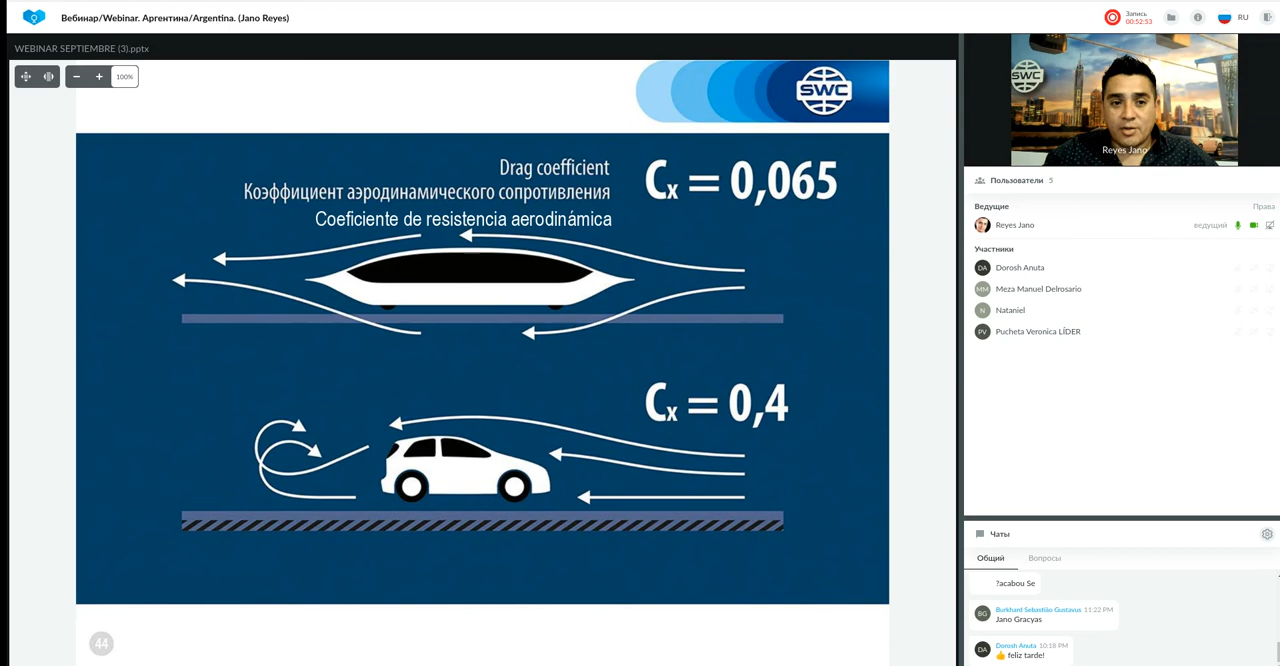 Вебинар/Webinar. Аргентина/Argentina. (Jano Reyes)
Запись
00:52:53
RU
WEBINAR SEPTIEMBRE (3).pptx
100%
SWC
Drag coefficient
Коэффициент аэродинамического сопротивления
Coeficiente de resistencia aerodinámica
Cx = 0,065
Cx = 0,4
44
SWC
Reyes Jano
Пользователи 5
Ведущие Права
Reyes Jano ведущий
Участники
DA Dorosh Anuta
MM Meza Manuel Delrosario
N Nataniel
PV Pucheta Veronica LÍDER
Чаты
Общий Вопросы
?acabou Se
BG Burkhard Sebastião Gustavus 11:22 PM
Jano Gracyas
DA Dorosh Anuta 10:18 PM
👍 feliz tarde!